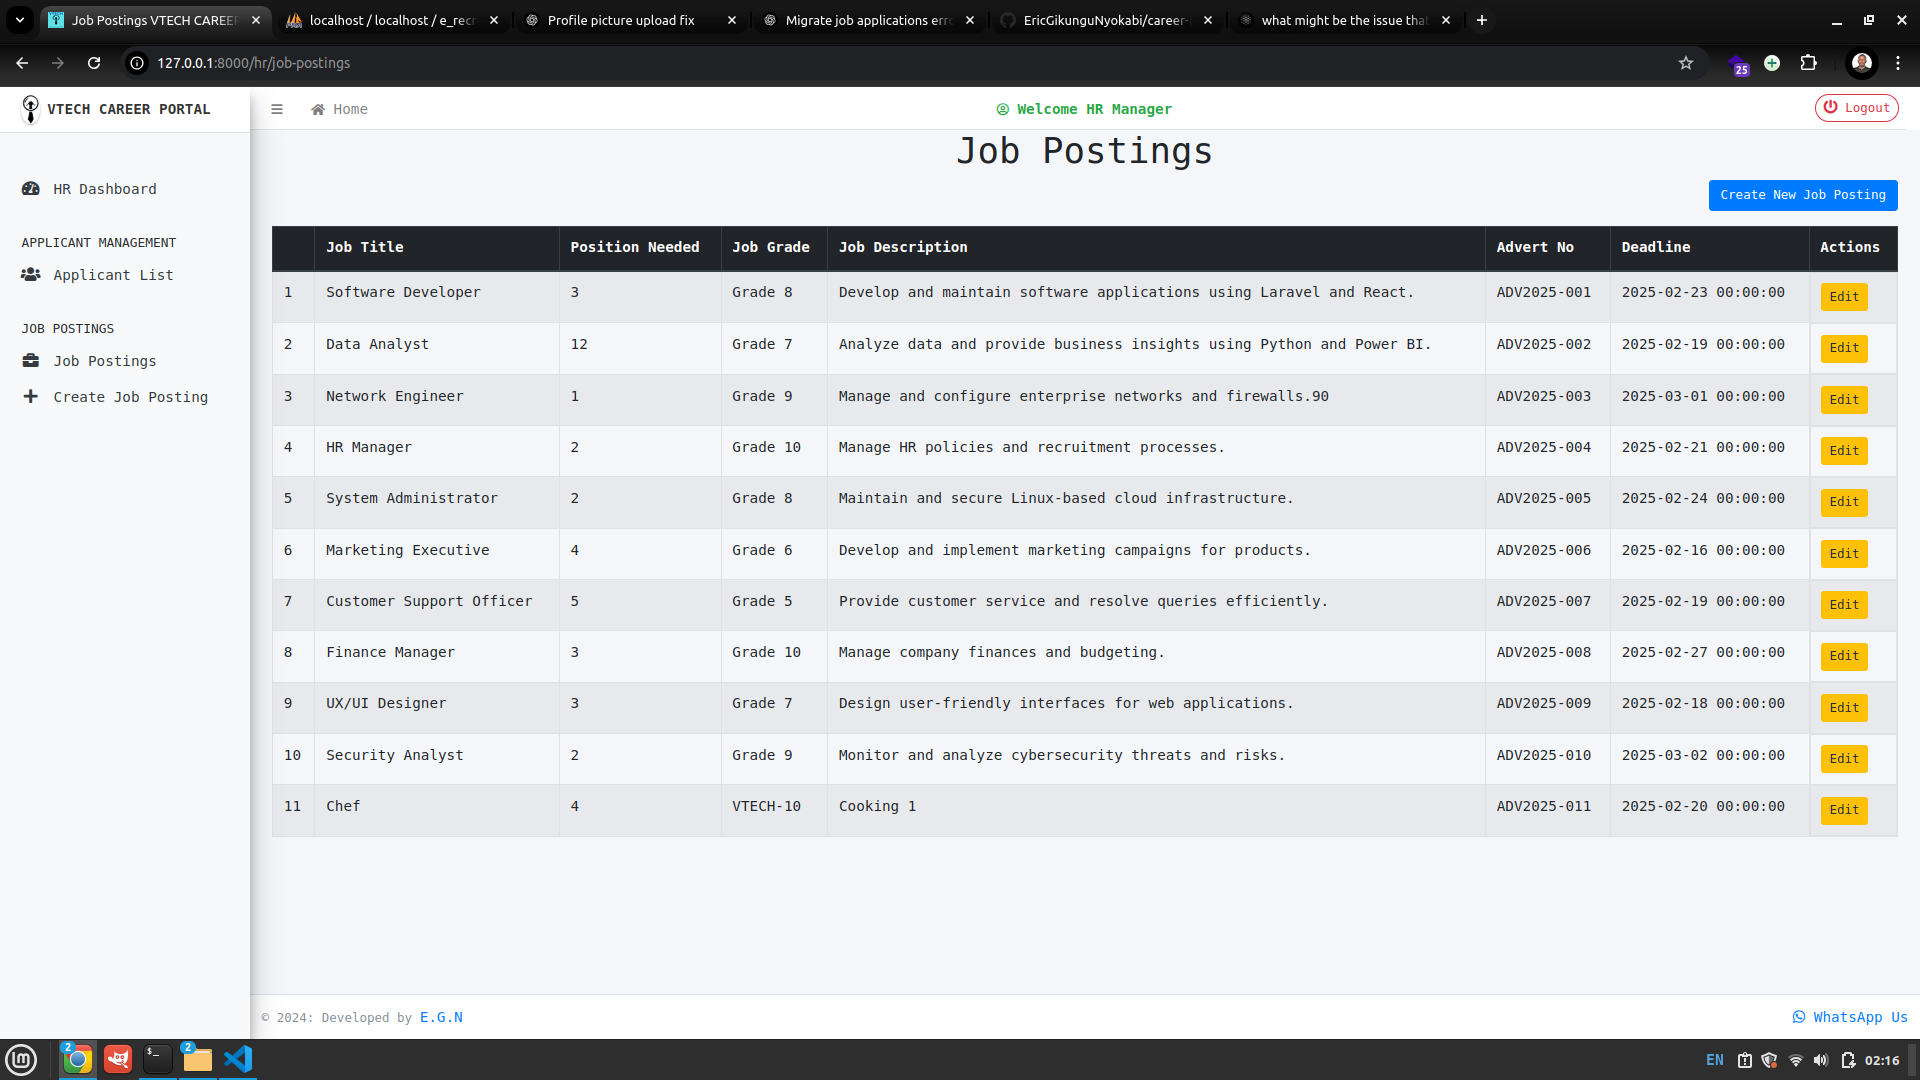 Job Postings VTECH CAREER
localhost / localhost / e_recr
Profile picture upload fix
Migrate job applications erro
EricGikunguNyokabi/career-
what might be the issue tha
127.0.0.1:8000/hr/job-postings
25
VTECH CAREER PORTAL
Home
Welcome HR Manager
Logout
Job Postings
Create New Job Posting
HR Dashboard
APPLICANT MANAGEMENT
Applicant List
JOB POSTINGS
Job Postings
Create Job Posting
Job Title Position Needed Job Grade Job Description Advert No Deadline Actions
1 Software Developer 3 Grade 8 Develop and maintain software applications using Laravel and React. ADV2025-001 2025-02-23 00:00:00 Edit
2 Data Analyst 12 Grade 7 Analyze data and provide business insights using Python and Power BI. ADV2025-002 2025-02-19 00:00:00 Edit
3 Network Engineer 1 Grade 9 Manage and configure enterprise networks and firewalls.90 ADV2025-003 2025-03-01 00:00:00 Edit
4 HR Manager 2 Grade 10 Manage HR policies and recruitment processes. ADV2025-004 2025-02-21 00:00:00 Edit
5 System Administrator 2 Grade 8 Maintain and secure Linux-based cloud infrastructure. ADV2025-005 2025-02-24 00:00:00 Edit
6 Marketing Executive 4 Grade 6 Develop and implement marketing campaigns for products. ADV2025-006 2025-02-16 00:00:00 Edit
7 Customer Support Officer 5 Grade 5 Provide customer service and resolve queries efficiently. ADV2025-007 2025-02-19 00:00:00 Edit
8 Finance Manager 3 Grade 10 Manage company finances and budgeting. ADV2025-008 2025-02-27 00:00:00 Edit
9 UX/UI Designer 3 Grade 7 Design user-friendly interfaces for web applications. ADV2025-009 2025-02-18 00:00:00 Edit
10 Security Analyst 2 Grade 9 Monitor and analyze cybersecurity threats and risks. ADV2025-010 2025-03-02 00:00:00 Edit
11 Chef 4 VTECH-10 Cooking 1 ADV2025-011 2025-02-20 00:00:00 Edit
© 2024: Developed by E.G.N
WhatsApp Us
2
2
EN
02:16